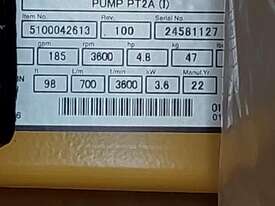 PUMP PT2A (I)
Item No. Rev. Serial No.
5100042613 100 24581127
gpm rpm hp kg
185 3600 4.8 47
ft l/m rpm kW Manuf.Yr
98 700 3600 3.6 22